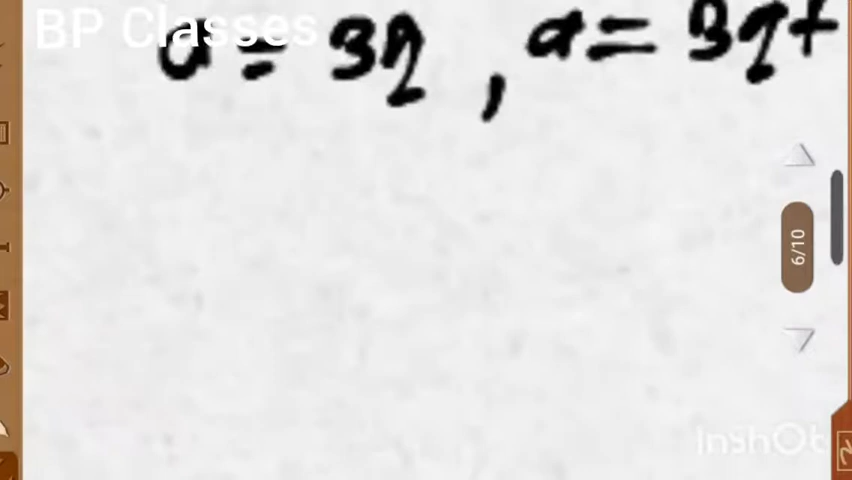 BP Classes
a = 3q , a = 3q+
6/10
InshOt